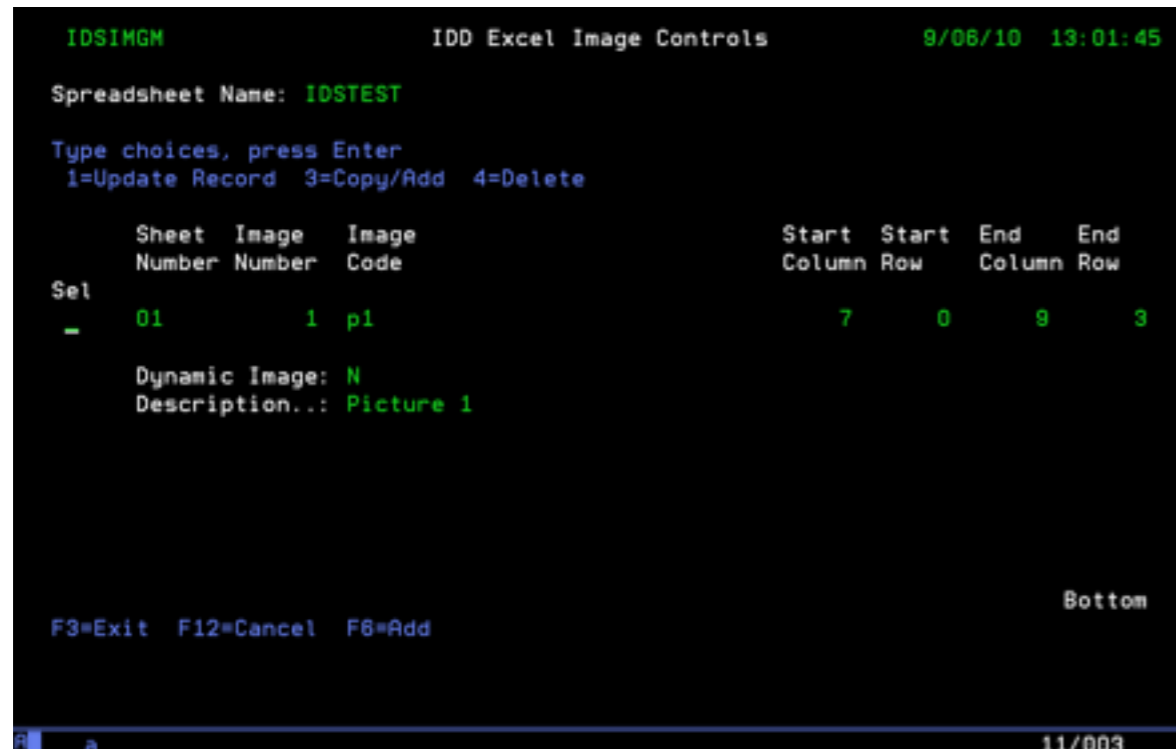 IDSIMGM IDD Excel Image Controls 9/06/10 13:01:45
Spreadsheet Name: IDSTEST
Type choices, press Enter
1=Update Record 3=Copy/Add 4=Delete
Sheet Image Image Start Start End End
Number Number Code Column Row Column Row
Sel
_ 01 1 p1 7 0 9 3
Dynamic Image: N
Description..: Picture 1
Bottom
F3=Exit F12=Cancel F6=Add
A a 11/003